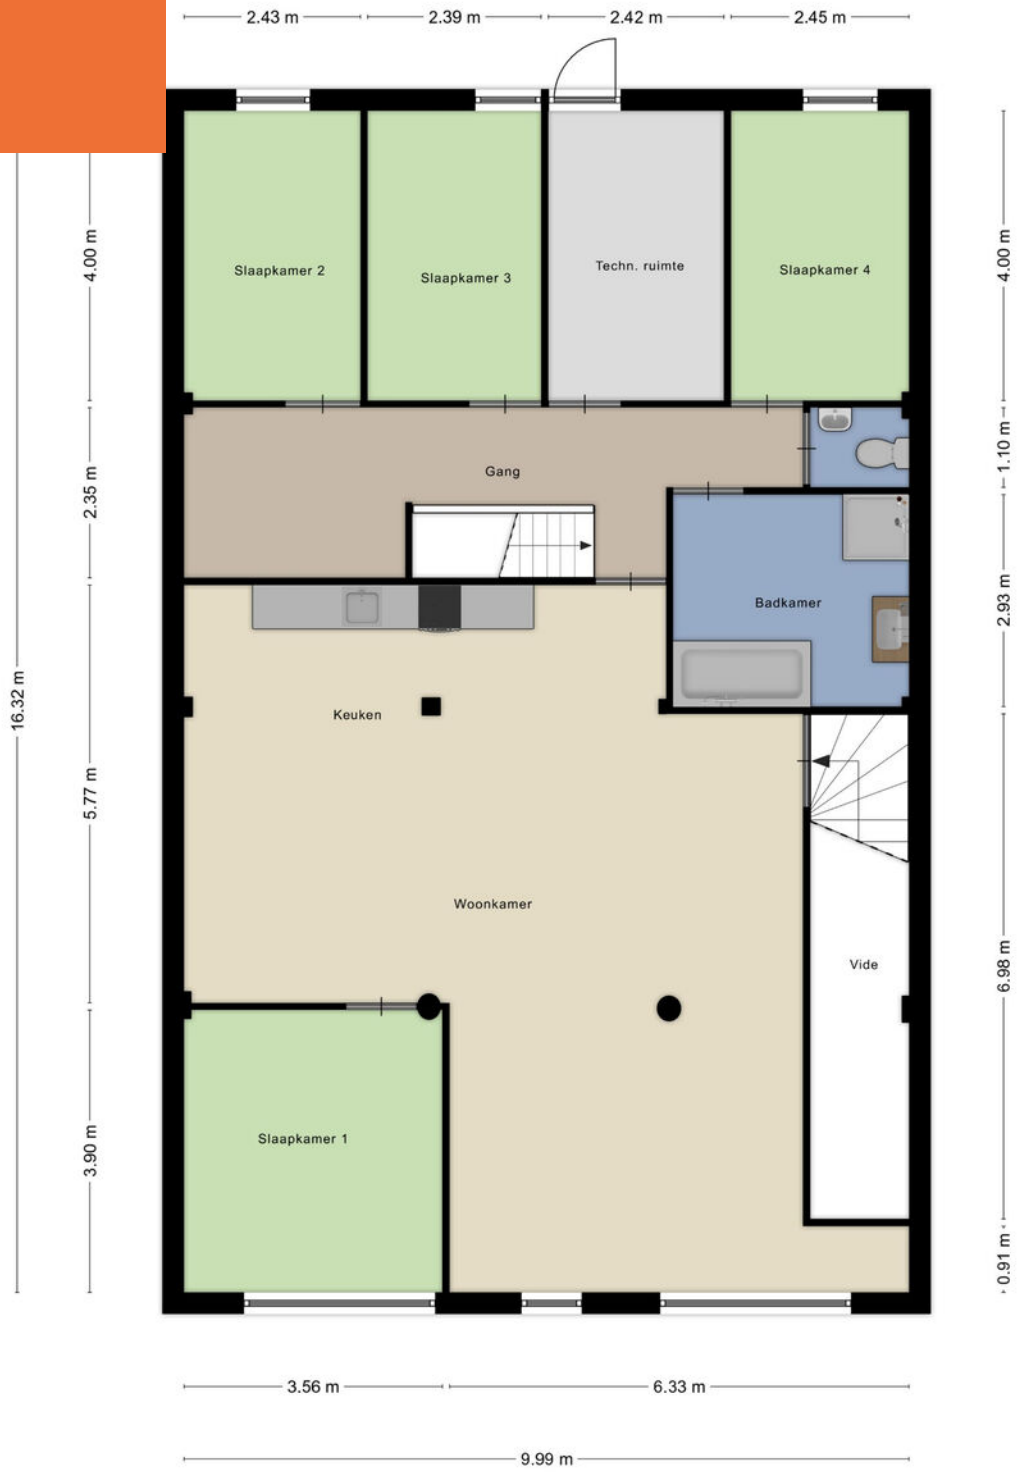 2.43 m
2.39 m
2.42 m
2.45 m
4.00 m
4.00 m
Slaapkamer 2
Slaapkamer 3
Techn. ruimte
Slaapkamer 4
2.35 m
Gang
1.10 m
2.93 m
Badkamer
16.32 m
Keuken
5.77 m
Woonkamer
Vide
6.98 m
3.90 m
Slaapkamer 1
0.91 m
3.56 m
6.33 m
9.99 m